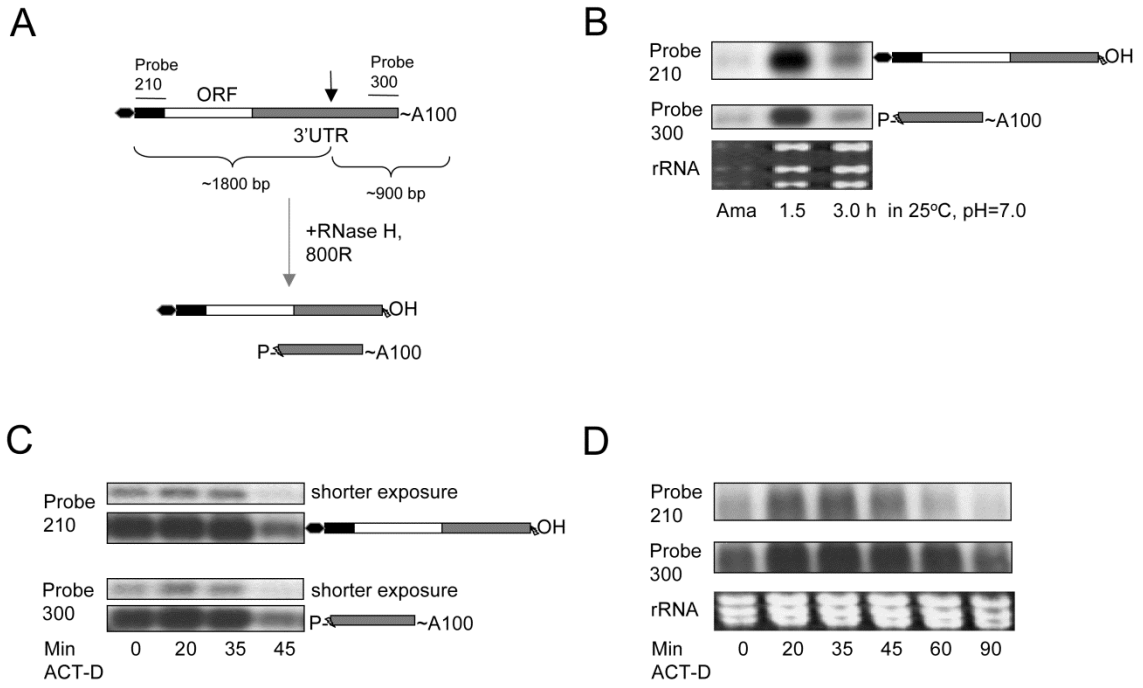 A
Probe
210
Probe
300
ORF
~A100
3'UTR
~1800 bp
~900 bp
+RNase H,
800R
OH
P-
~A100
B
Probe
210
OH
Probe
300
P-
~A100
rRNA
Ama 1.5 3.0 h in 25°C, pH=7.0
C
Probe
210
shorter exposure
OH
Probe
300
shorter exposure
P-
~A100
Min 0 20 35 45
ACT-D
D
Probe
210
Probe
300
rRNA
Min 0 20 35 45 60 90
ACT-D